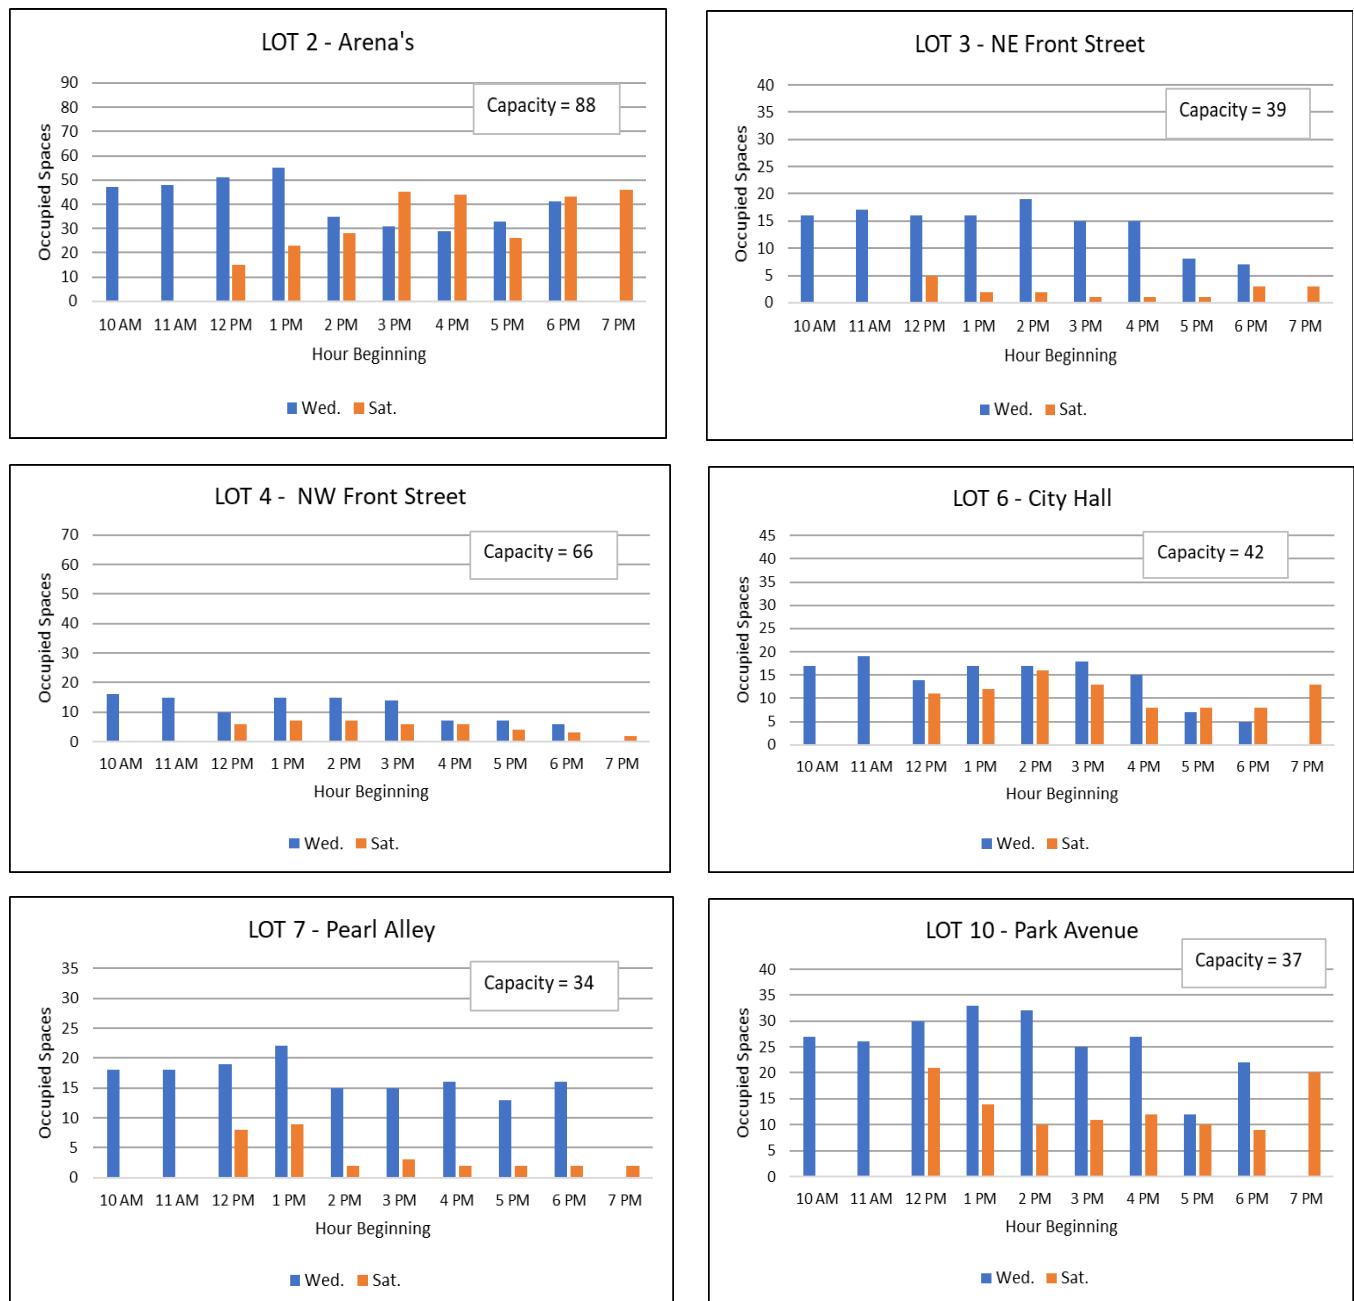 LOT 2 - Arena's
Capacity = 88
Occupied Spaces
90
80
70
60
50
40
30
20
10
0
10 AM 11 AM 12 PM 1 PM 2 PM 3 PM 4 PM 5 PM 6 PM 7 PM
Hour Beginning
Wed. Sat.
LOT 3 - NE Front Street
Capacity = 39
Occupied Spaces
40
35
30
25
20
15
10
5
0
10 AM 11 AM 12 PM 1 PM 2 PM 3 PM 4 PM 5 PM 6 PM 7 PM
Hour Beginning
Wed. Sat.
LOT 4 - NW Front Street
Capacity = 66
Occupied Spaces
70
60
50
40
30
20
10
0
10 AM 11 AM 12 PM 1 PM 2 PM 3 PM 4 PM 5 PM 6 PM 7 PM
Hour Beginning
Wed. Sat.
LOT 6 - City Hall
Capacity = 42
Occupied Spaces
45
40
35
30
25
20
15
10
5
0
10 AM 11 AM 12 PM 1 PM 2 PM 3 PM 4 PM 5 PM 6 PM 7 PM
Hour Beginning
Wed. Sat.
LOT 7 - Pearl Alley
Capacity = 34
Occupied Spaces
35
30
25
20
15
10
5
0
10 AM 11 AM 12 PM 1 PM 2 PM 3 PM 4 PM 5 PM 6 PM 7 PM
Hour Beginning
Wed. Sat.
LOT 10 - Park Avenue
Capacity = 37
Occupied Spaces
40
35
30
25
20
15
10
5
0
10 AM 11 AM 12 PM 1 PM 2 PM 3 PM 4 PM 5 PM 6 PM 7 PM
Hour Beginning
Wed. Sat.